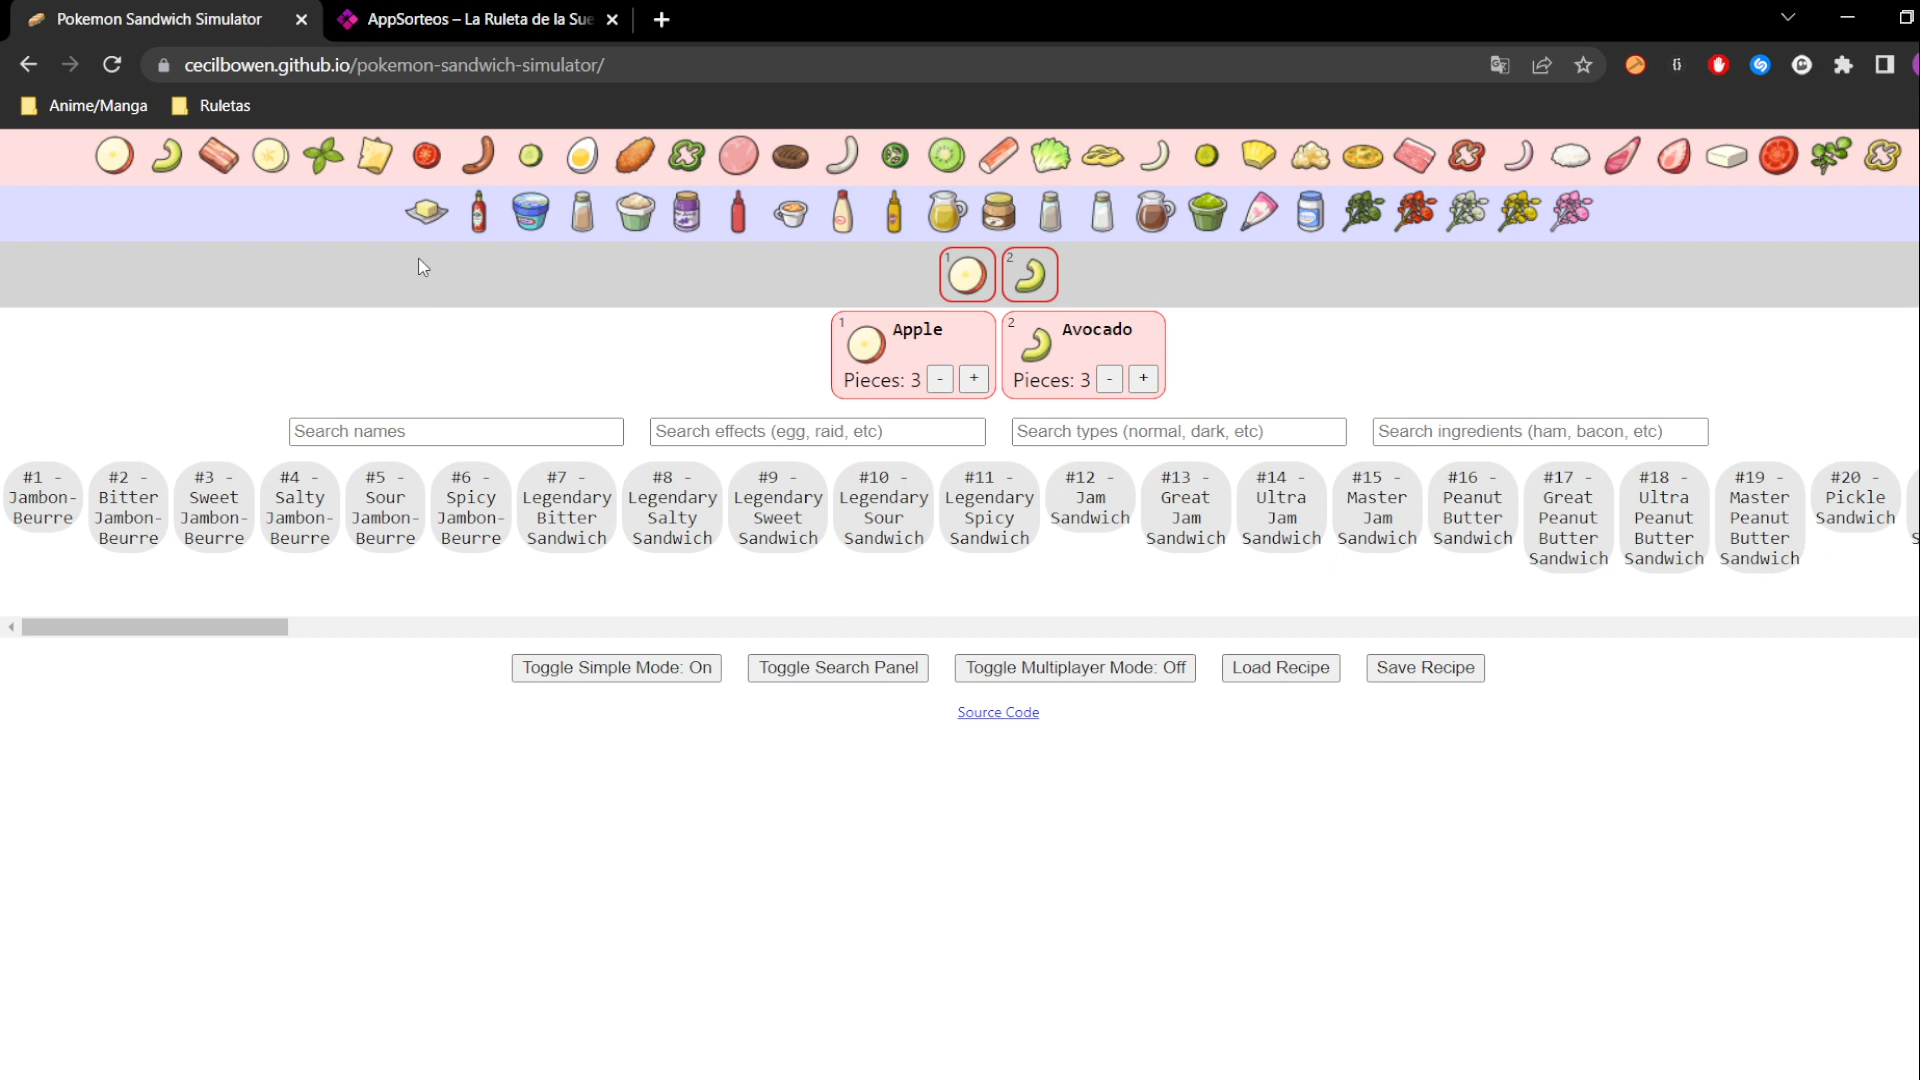 Pokemon Sandwich Simulator
AppSorteos – La Ruleta de la Sue
cecilbowen.github.io/pokemon-sandwich-simulator/
Anime/Manga
Ruletas
1
2
1
Apple
Pieces: 3 - +
2
Avocado
Pieces: 3 - +
Search names
Search effects (egg, raid, etc)
Search types (normal, dark, etc)
Search ingredients (ham, bacon, etc)
#1 -
Jambon-
Beurre
#2 -
Bitter
Jambon-
Beurre
#3 -
Sweet
Jambon-
Beurre
#4 -
Salty
Jambon-
Beurre
#5 -
Sour
Jambon-
Beurre
#6 -
Spicy
Jambon-
Beurre
#7 -
Legendary
Bitter
Sandwich
#8 -
Legendary
Salty
Sandwich
#9 -
Legendary
Sweet
Sandwich
#10 -
Legendary
Sour
Sandwich
#11 -
Legendary
Spicy
Sandwich
#12 -
Jam
Sandwich
#13 -
Great
Jam
Sandwich
#14 -
Ultra
Jam
Sandwich
#15 -
Master
Jam
Sandwich
#16 -
Peanut
Butter
Sandwich
#17 -
Great
Peanut
Butter
Sandwich
#18 -
Ultra
Peanut
Butter
Sandwich
#19 -
Master
Peanut
Butter
Sandwich
#20 -
Pickle
Sandwich
Toggle Simple Mode: On
Toggle Search Panel
Toggle Multiplayer Mode: Off
Load Recipe
Save Recipe
Source Code